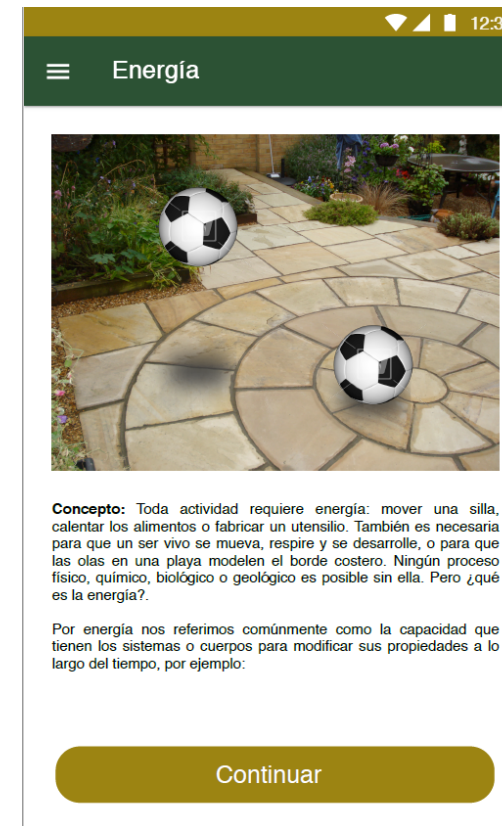 12:3
Energía
Concepto: Toda actividad requiere energía: mover una silla,
calentar los alimentos o fabricar un utensilio. También es necesaria
para que un ser vivo se mueva, respire y se desarrolle, o para que
las olas en una playa modelen el borde costero. Ningún proceso
físico, químico, biológico o geológico es posible sin ella. Pero ¿qué
es la energía?.
Por energía nos referimos comúnmente como la capacidad que
tienen los sistemas o cuerpos para modificar sus propiedades a lo
largo del tiempo, por ejemplo:
Continuar